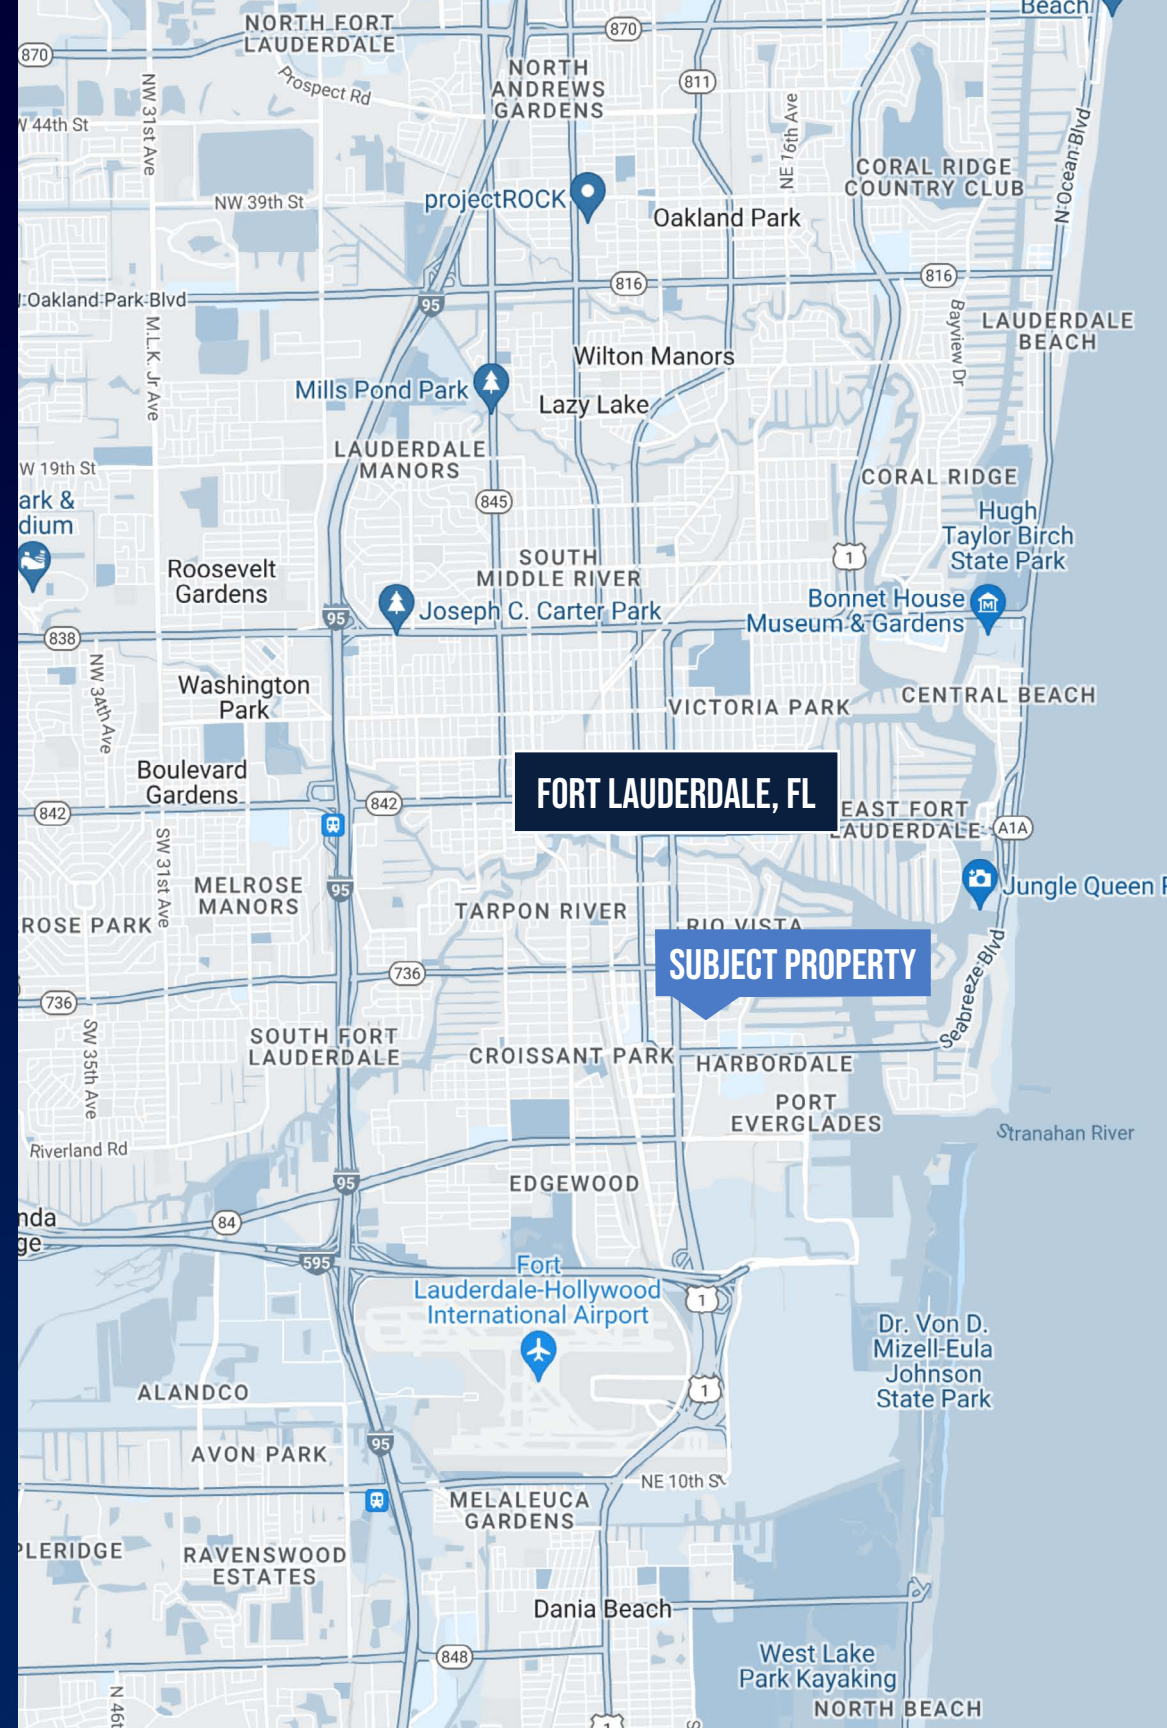 Beach
NORTH FORT
LAUDERDALE
870
870
Prospect Rd
NORTH
ANDREWS
GARDENS
811
NW 31st Ave
44th St
NE 16th Ave
N Ocean Blvd
CORAL RIDGE
COUNTRY CLUB
projectROCK
NW 39th St
Oakland Park
816
816
Oakland Park Blvd
95
M.L.K. Jr Ave
Bayview Dr
LAUDERDALE
BEACH
Wilton Manors
Mills Pond Park
Lazy Lake
LAUDERDALE
MANORS
W 19th St
CORAL RIDGE
ark &
dium
845
Hugh
Taylor Birch
State Park
1
SOUTH
MIDDLE RIVER
Roosevelt
Gardens
Bonnet House
Museum & Gardens
Joseph C. Carter Park
95
838
NW 34th Ave
Washington
Park
CENTRAL BEACH
VICTORIA PARK
Boulevard
Gardens
FORT LAUDERDALE, FL
842
842
EAST FORT
LAUDERDALE
A1A
SW 31st Ave
MELROSE
MANORS
95
Jungle Queen R
ROSE PARK
TARPON RIVER
RIO VISTA
SUBJECT PROPERTY
Seabreeze Blvd
736
736
SW 35th Ave
SOUTH FORT
LAUDERDALE
CROISSANT PARK
HARBORDALE
PORT
EVERGLADES
Stranahan River
Riverland Rd
95
EDGEWOOD
nda
ge
84
595
Fort
Lauderdale-Hollywood
International Airport
1
Dr. Von D.
Mizell-Eula
Johnson
State Park
1
ALANDCO
95
AVON PARK
NE 10th St
MELALEUCA
GARDENS
PLERIDGE
RAVENSWOOD
ESTATES
Dania Beach
848
West Lake
Park Kayaking
NORTH BEACH
N 46t
1